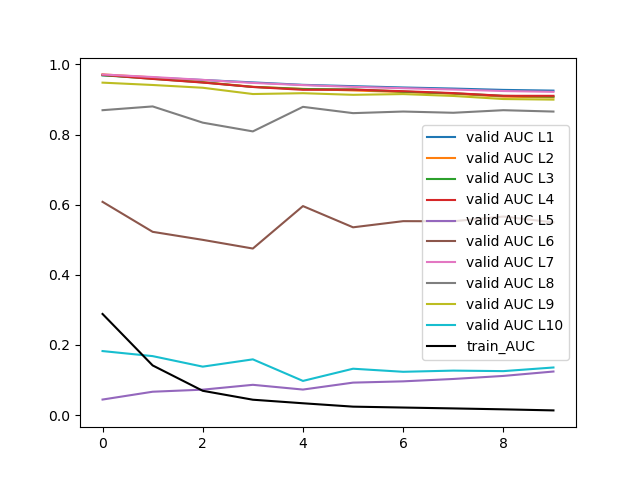 1.0
0.8
0.6
0.4
0.2
0.0
0
2
4
6
8
valid AUC L1
valid AUC L2
valid AUC L3
valid AUC L4
valid AUC L5
valid AUC L6
valid AUC L7
valid AUC L8
valid AUC L9
valid AUC L10
train_AUC